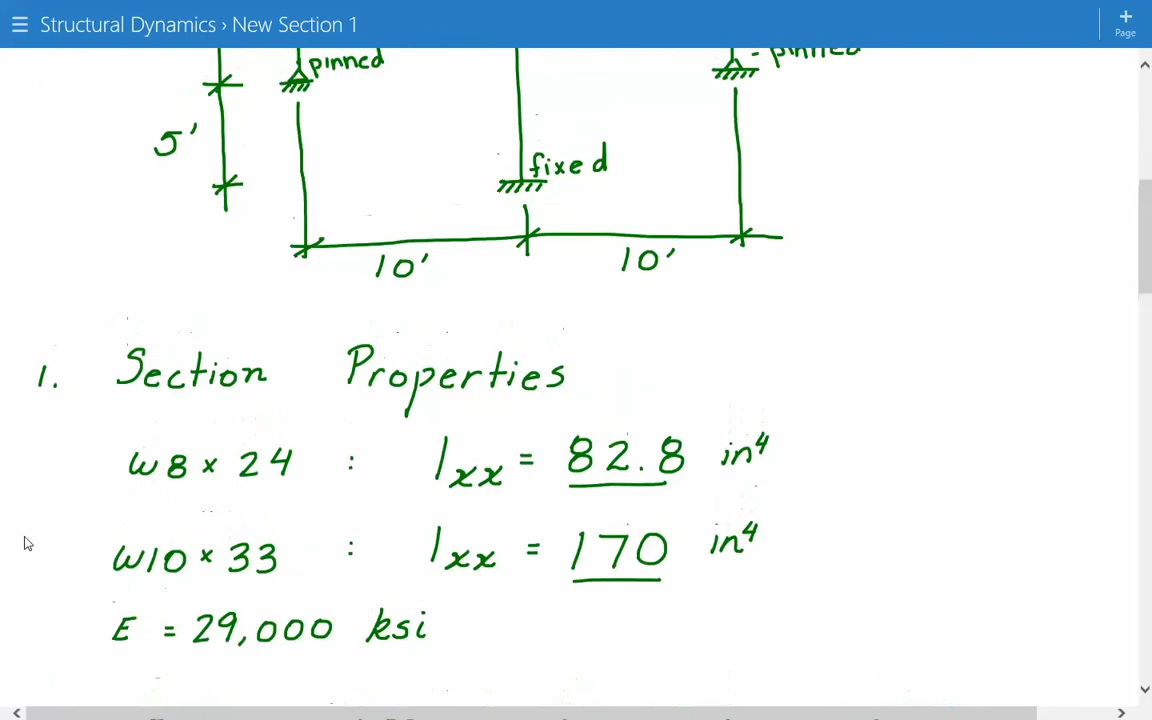 Structural Dynamics › New Section 1
Page
pinned
- pinned
5'
fixed
10'
10'
1. Section Properties
W8 × 24 : Ixx = 82.8 in⁴
W10 × 33 : Ixx = 170 in⁴
E = 29,000 ksi